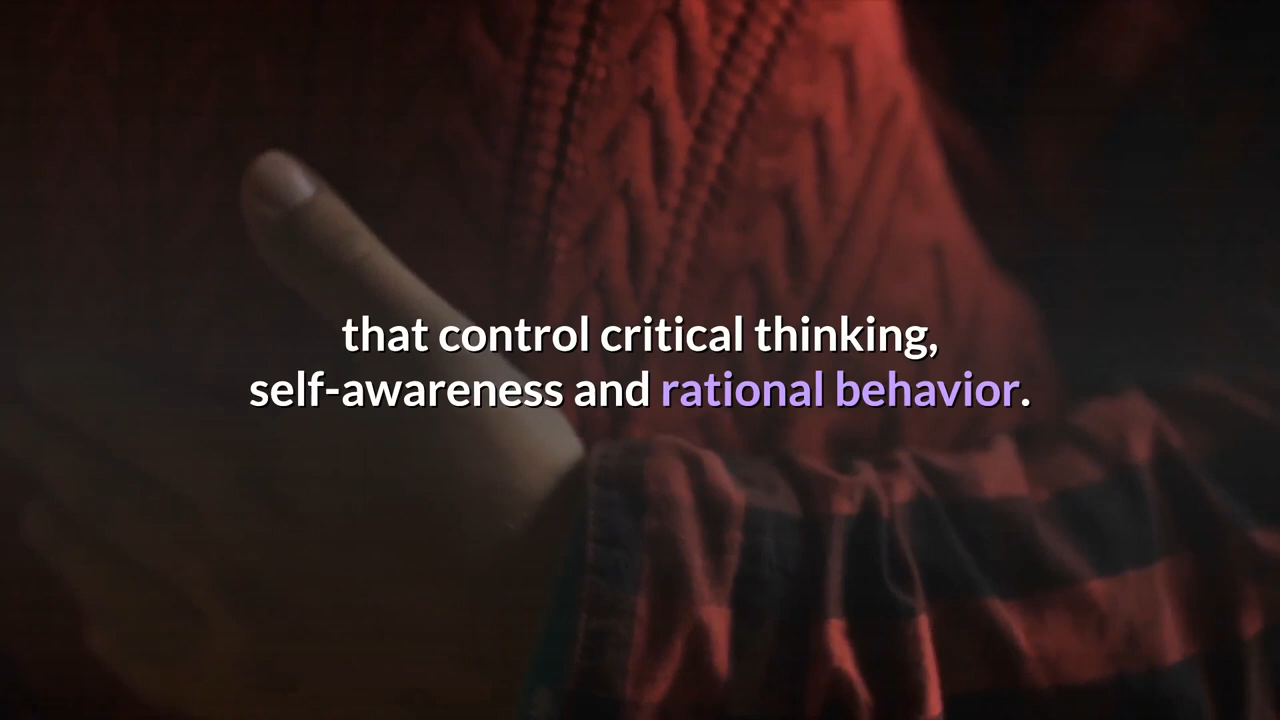 that control critical thinking,
self-awareness and rational behavior.